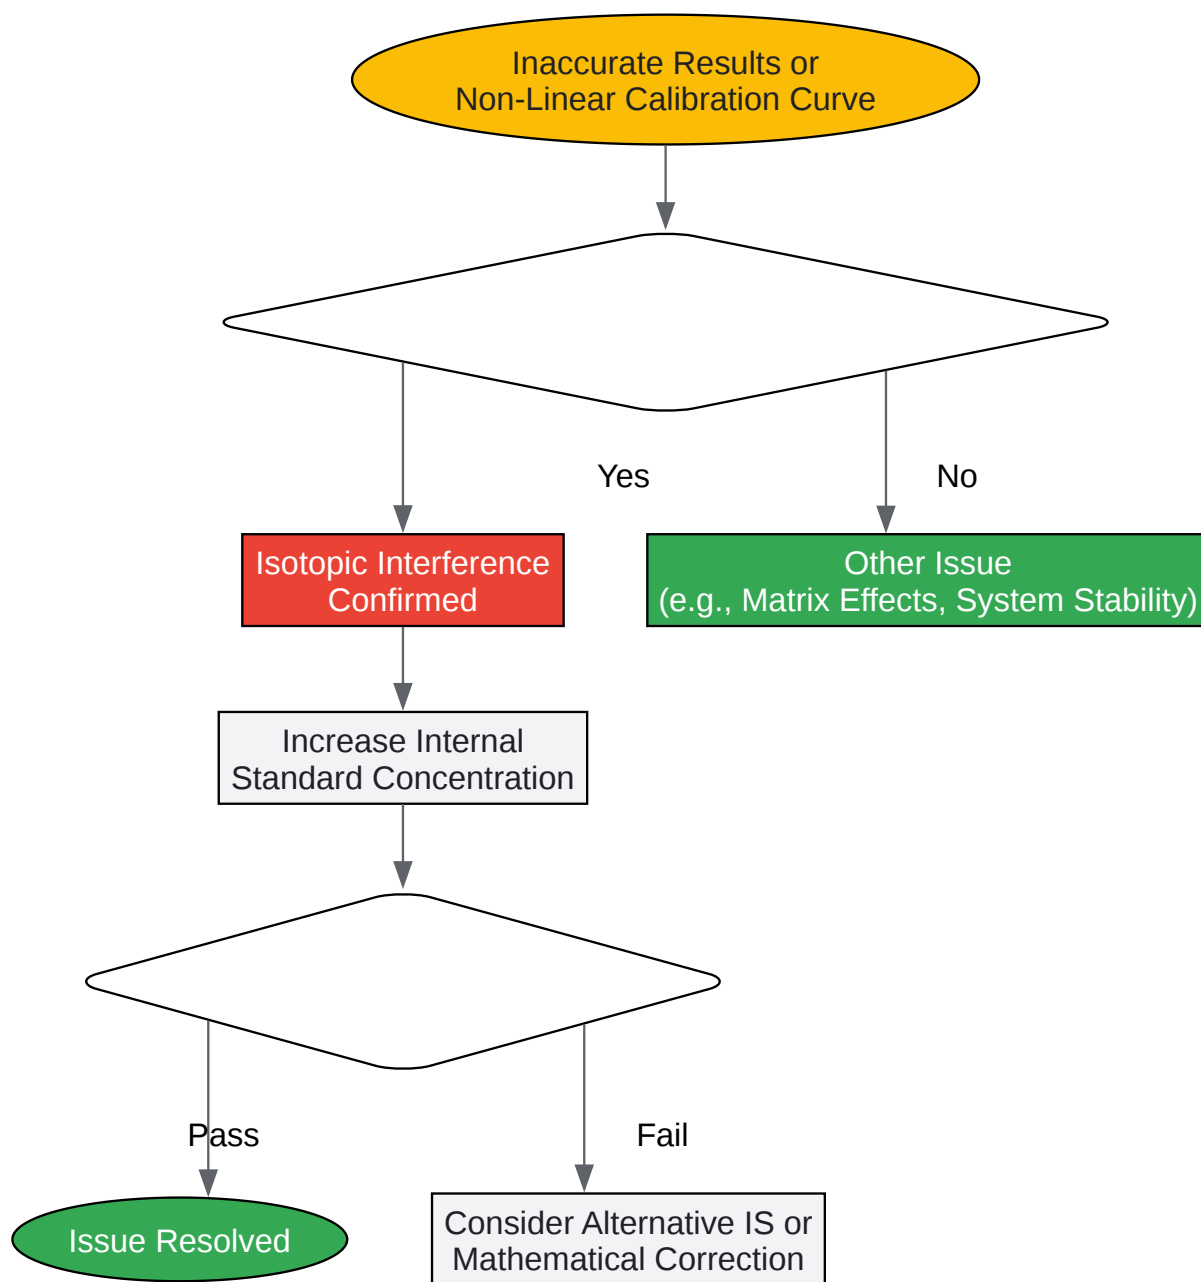 Inaccurate Results or
Non-Linear Calibration Curve
Yes
No
Isotopic Interference
Confirmed
Other Issue
(e.g., Matrix Effects, System Stability)
Increase Internal
Standard Concentration
Pass
Fail
Issue Resolved
Consider Alternative IS or
Mathematical Correction